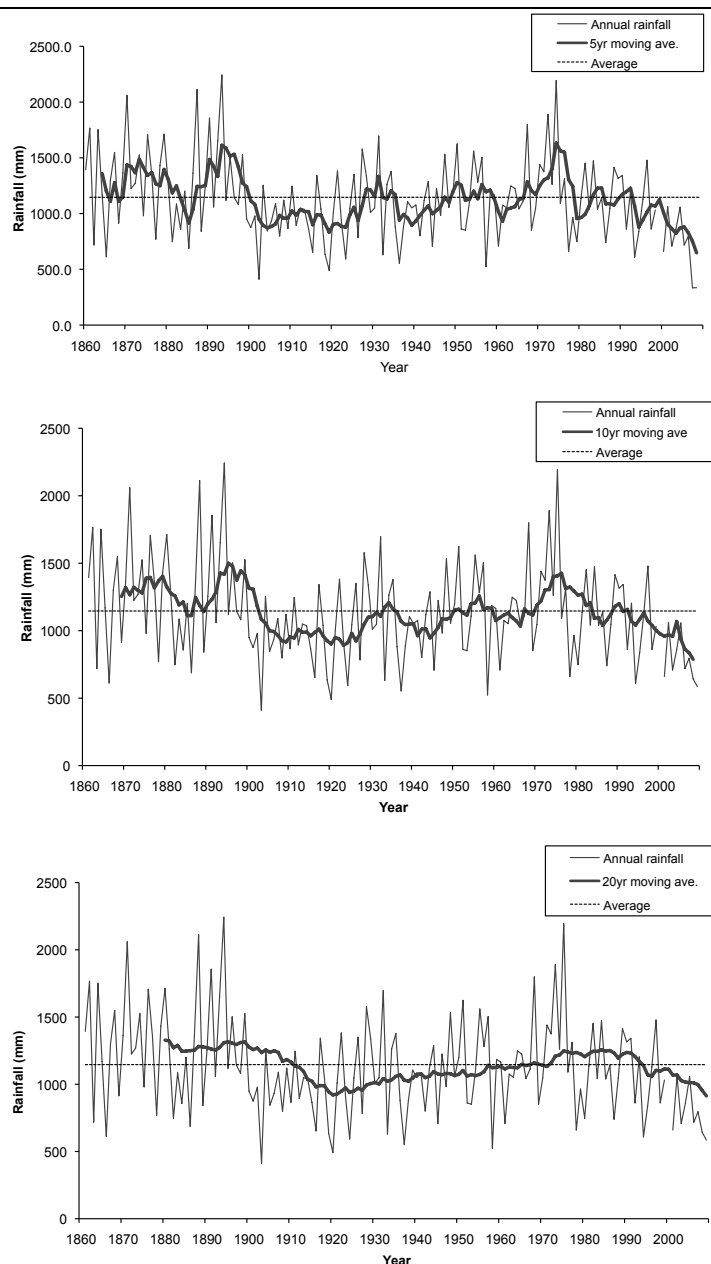 Annual rainfall
5yr moving ave.
Average
2500.0
2000.0
1500.0
1000.0
500.0
0.0
Rainfall (mm)
1860 1870 1880 1890 1900 1910 1920 1930 1940 1950 1960 1970 1980 1990 2000
Year
Annual rainfall
10yr moving ave
Average
2500
2000
1500
1000
500
0
Rainfall (mm)
1860 1870 1880 1890 1900 1910 1920 1930 1940 1950 1960 1970 1980 1990 2000
Year
Annual rainfall
20yr moving ave.
Average
2500
2000
1500
1000
500
0
Rainfall (mm)
1860 1870 1880 1890 1900 1910 1920 1930 1940 1950 1960 1970 1980 1990 2000
Year